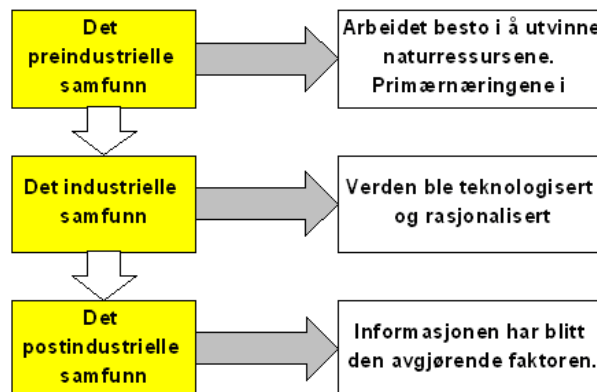 Det
preindustrielle
samfunn
Arbeidet besto i å utvinne
naturressursene.
Primærnæringene i
Det industrielle
samfunn
Verden ble teknologisert
og rasjonalisert
Det
postindustrielle
samfunn
Informasjonen har blitt
den avgjørende faktoren.